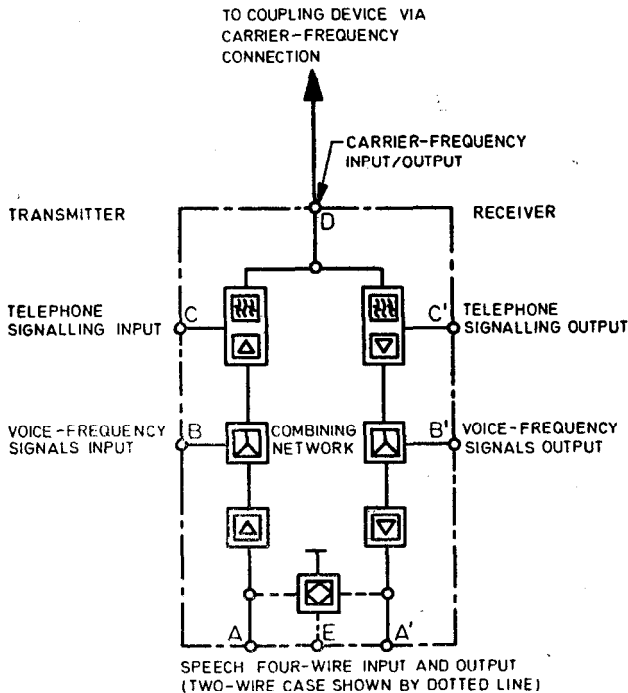 TO COUPLING DEVICE VIA
CARRIER-FREQUENCY
CONNECTION
CARRIER-FREQUENCY
INPUT/OUTPUT
TRANSMITTER
RECEIVER
D
TELEPHONE
SIGNALLING INPUT
C
C'
TELEPHONE
SIGNALLING OUTPUT
VOICE-FREQUENCY
SIGNALS INPUT
B
COMBINING
NETWORK
B'
VOICE-FREQUENCY
SIGNALS OUTPUT
A
E
A'
SPEECH FOUR-WIRE INPUT AND OUTPUT
(TWO-WIRE CASE SHOWN BY DOTTED LINE)